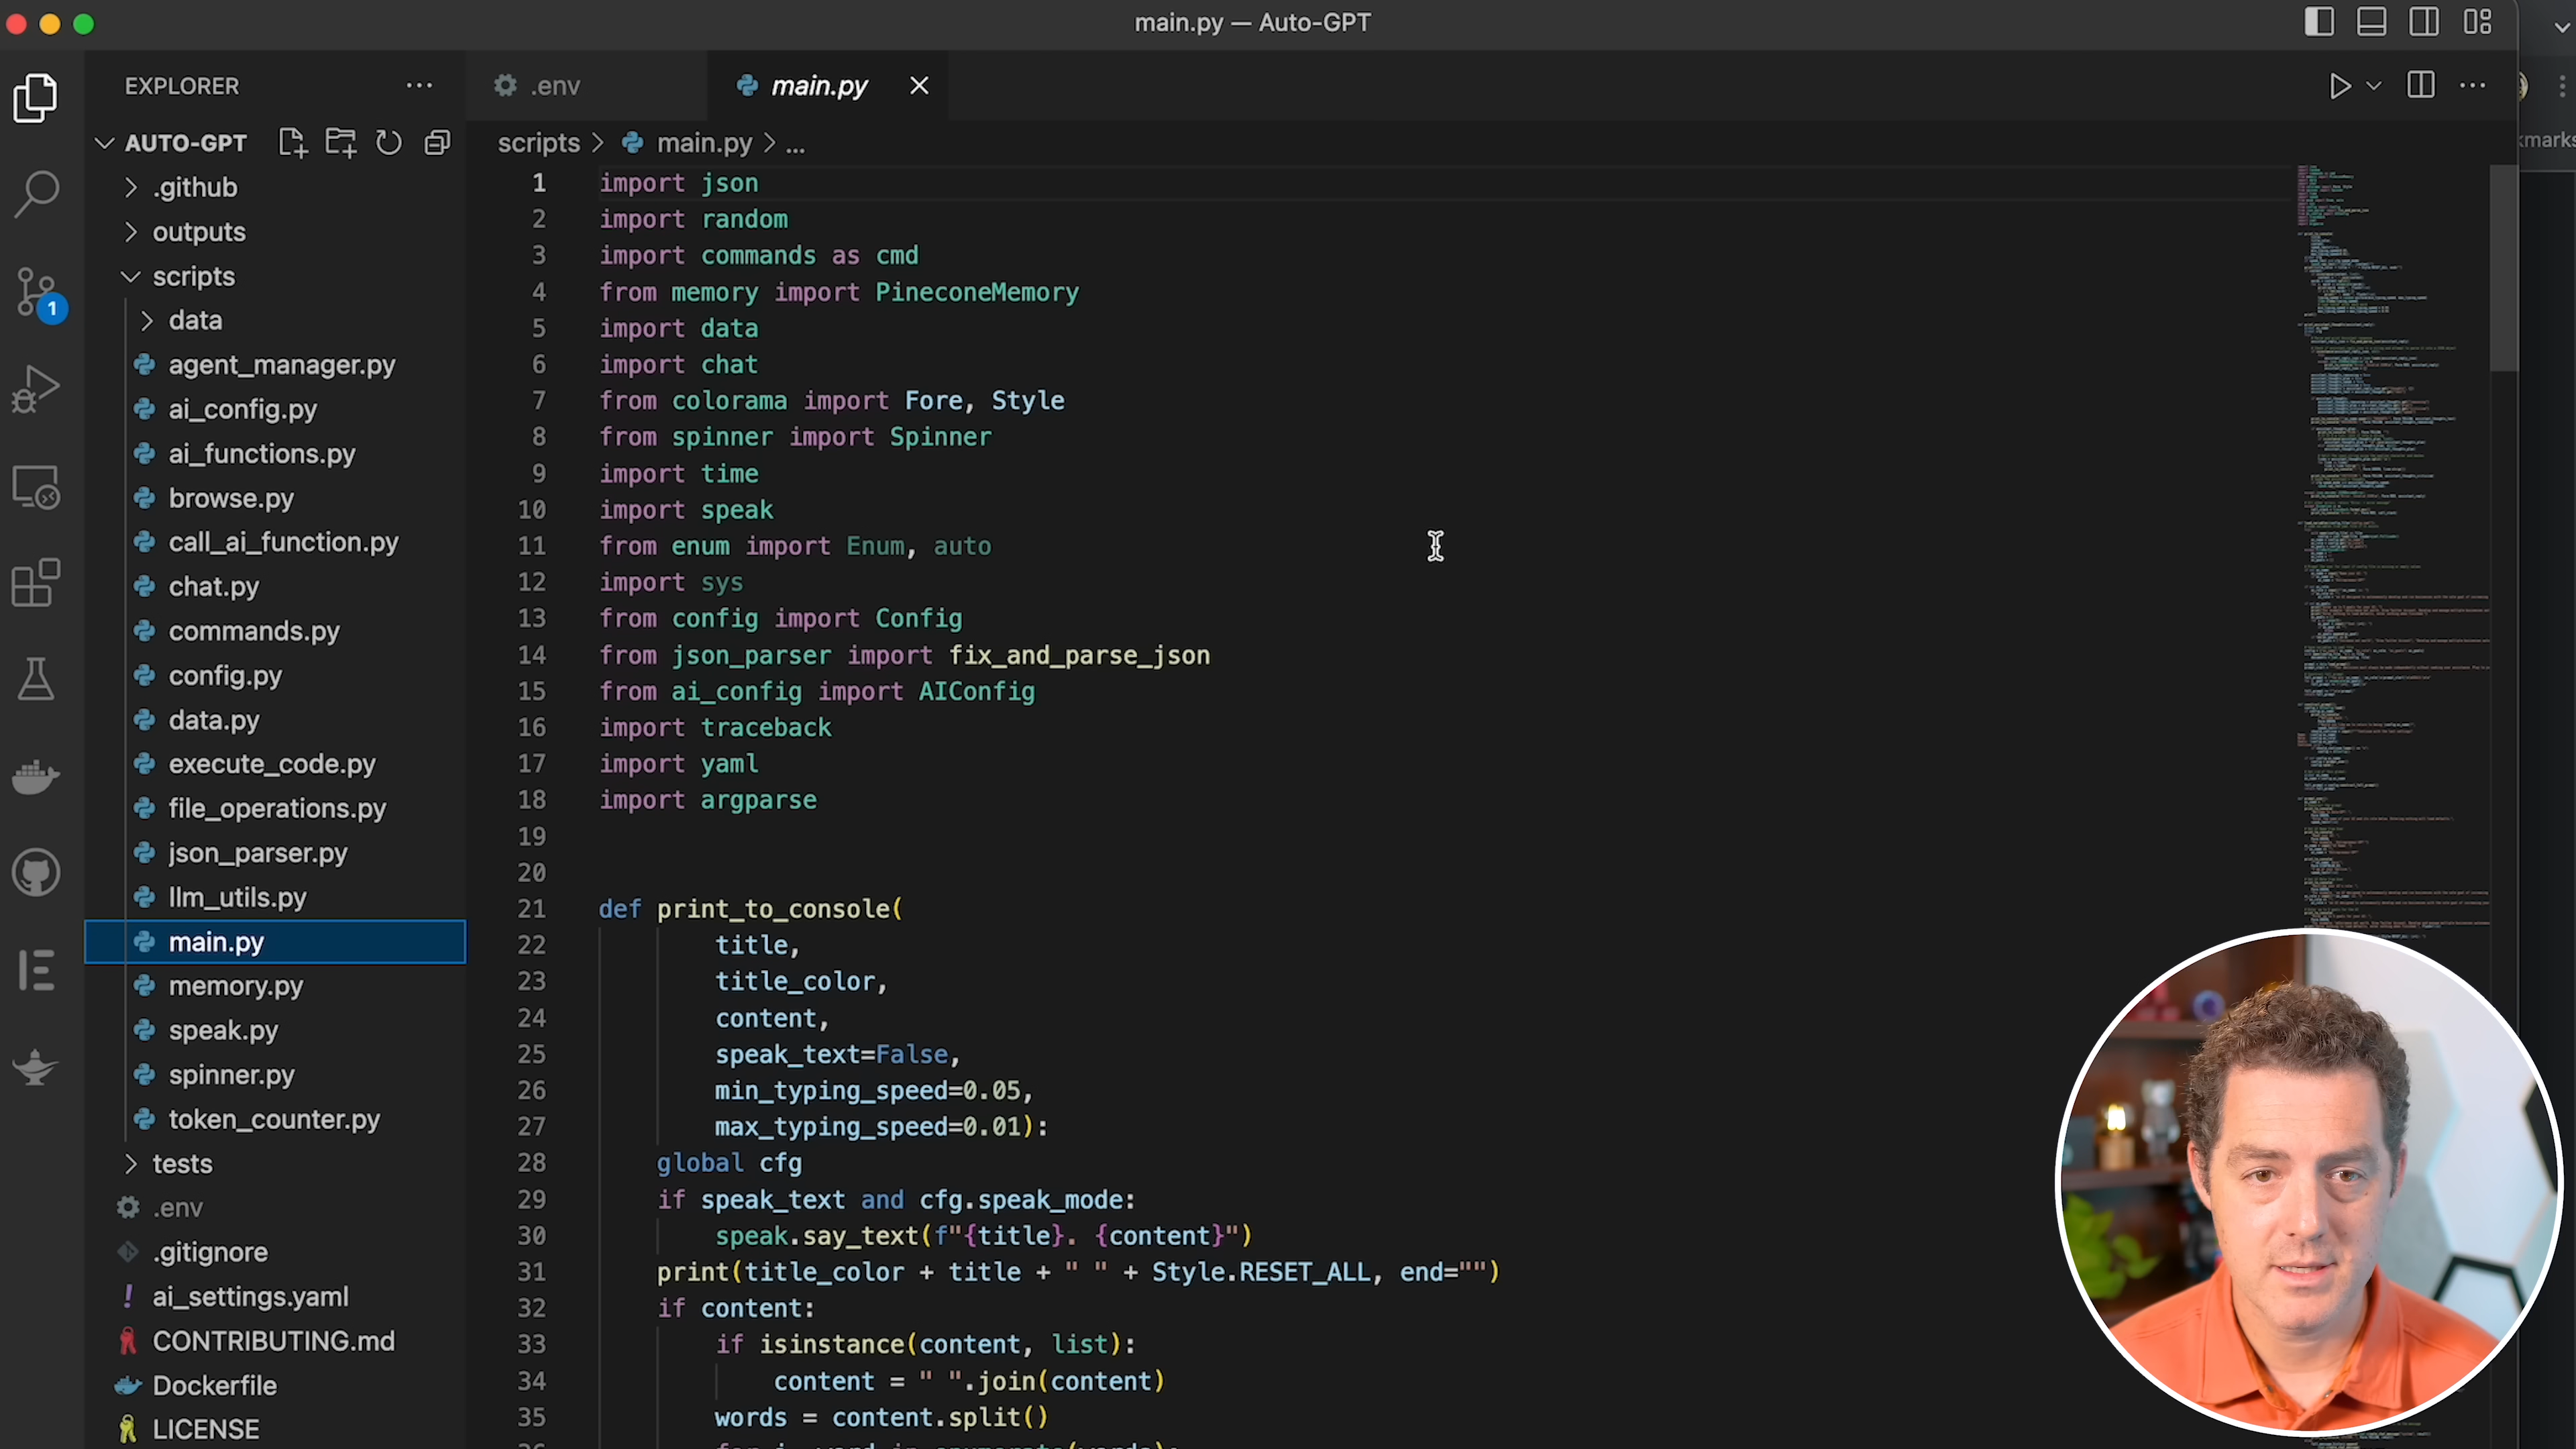 main.py — Auto-GPT
EXPLORER
.env
main.py
AUTO-GPT
scripts > main.py > ...
kmarks
.github
outputs
scripts
data
agent_manager.py
ai_config.py
ai_functions.py
browse.py
call_ai_function.py
chat.py
commands.py
config.py
data.py
execute_code.py
file_operations.py
json_parser.py
llm_utils.py
main.py
memory.py
speak.py
spinner.py
token_counter.py
tests
.env
.gitignore
ai_settings.yaml
CONTRIBUTING.md
Dockerfile
LICENSE
1
1 import json
2 import random
3 import commands as cmd
4 from memory import PineconeMemory
5 import data
6 import chat
7 from colorama import Fore, Style
8 from spinner import Spinner
9 import time
10 import speak
11 from enum import Enum, auto
12 import sys
13 from config import Config
14 from json_parser import fix_and_parse_json
15 from ai_config import AIConfig
16 import traceback
17 import yaml
18 import argparse
19
20
21 def print_to_console(
22 title,
23 title_color,
24 content,
25 speak_text=False,
26 min_typing_speed=0.05,
27 max_typing_speed=0.01):
28 global cfg
29 if speak_text and cfg.speak_mode:
30 speak.say_text(f"{title}. {content}")
31 print(title_color + title + " " + Style.RESET_ALL, end="")
32 if content:
33 if isinstance(content, list):
34 content = " ".join(content)
35 words = content.split()